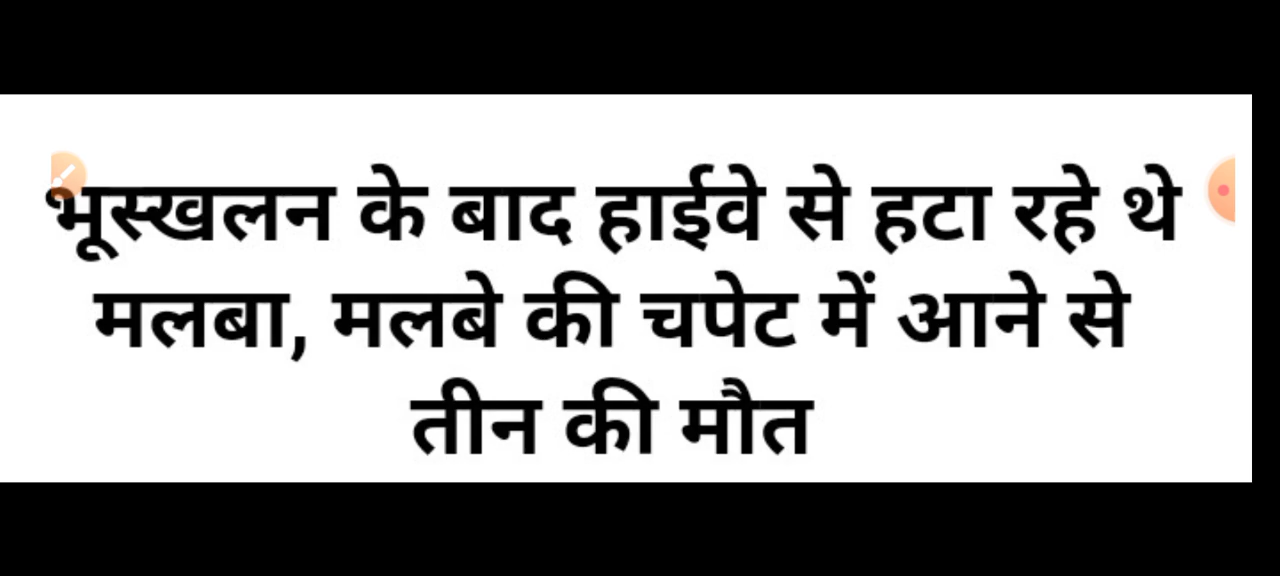 भूस्खलन के बाद हाईवे से हटा रहे थे
मलबा, मलबे की चपेट में आने से
तीन की मौत